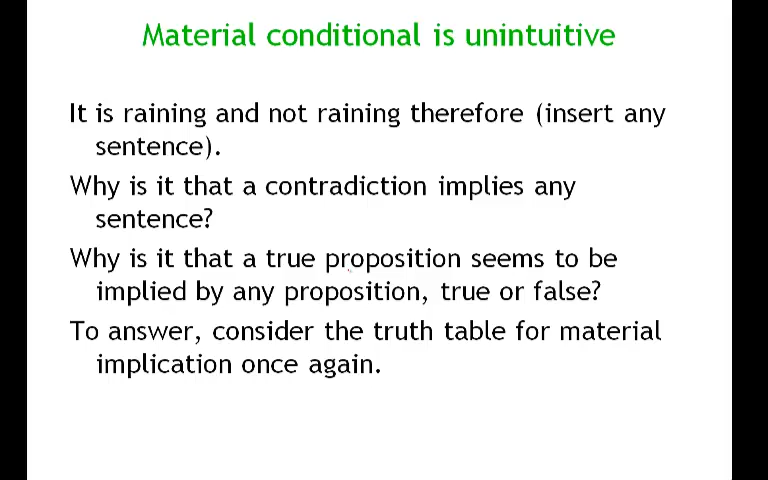 Material conditional is unintuitive
It is raining and not raining therefore (insert any
sentence).
Why is it that a contradiction implies any
sentence?
Why is it that a true proposition seems to be
implied by any proposition, true or false?
To answer, consider the truth table for material
implication once again.